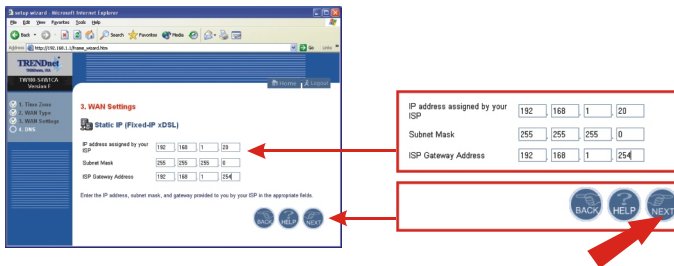 setup wizard - Microsoft Internet Explorer
File Edit View Favorites Tools Help
Back Search Favorites Media
Address http://192.168.1.1/frame_wizard.htm Go Links
TRENDnet
TRENDware, USA
TW100-S4W1CA
Version F
Home Logout
1. Time Zone
2. WAN Type
3. WAN Settings
4. DNS
3. WAN Settings
Static IP (Fixed-IP xDSL)
IP address assigned by your ISP 192 . 168 . 1 . 20
Subnet Mask 255 . 255 . 255 . 0
ISP Gateway Address 192 . 168 . 1 . 254
Enter the IP address, subnet mask, and gateway provided to you by your ISP in the appropriate fields.
BACK HELP NEXT
IP address assigned by your
ISP 192 . 168 . 1 . 20
Subnet Mask 255 . 255 . 255 . 0
ISP Gateway Address 192 . 168 . 1 . 254
BACK HELP NEXT